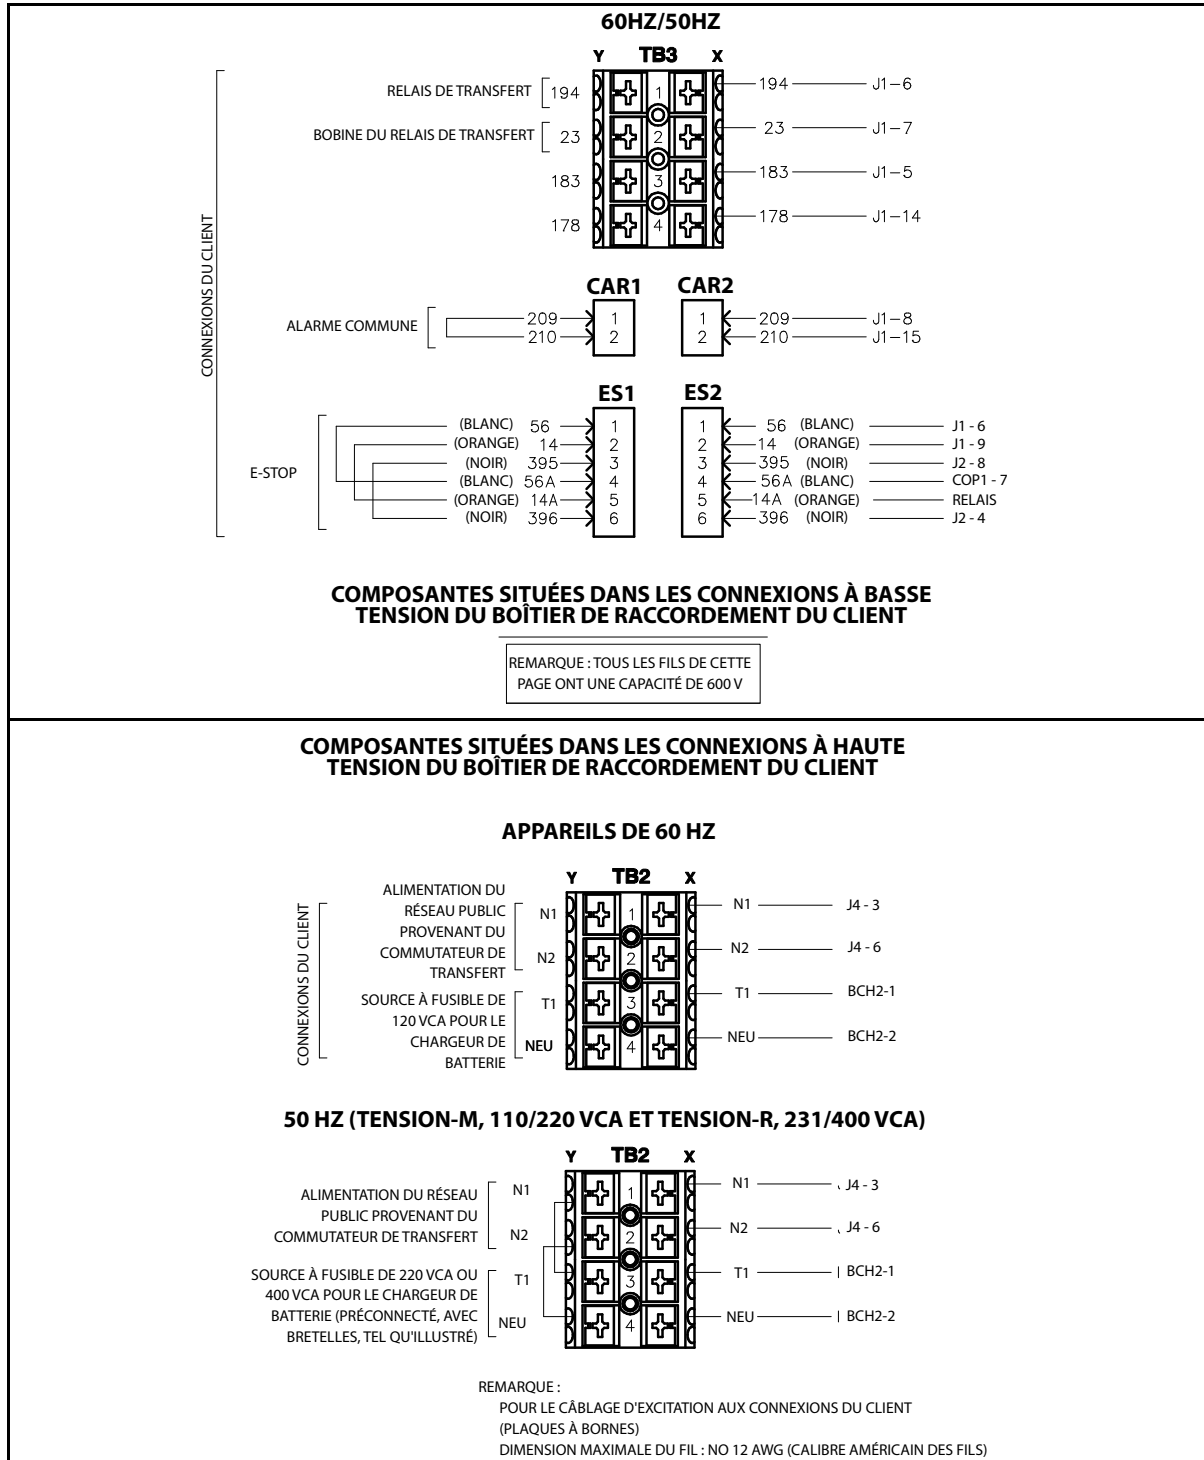 60HZ/50HZ
Y TB3 X
RELAIS DE TRANSFERT 194 1 194 J1-6
BOBINE DU RELAIS DE TRANSFERT 23 2 23 J1-7
183 3 183 J1-5
178 4 178 J1-14
CONNEXIONS DU CLIENT
CAR1 CAR2
ALARME COMMUNE
209 1 1 209 J1-8
210 2 2 210 J1-15
ES1 ES2
E-STOP
(BLANC) 56 1 1 56 (BLANC) J1 - 6
(ORANGE) 14 2 2 14 (ORANGE) J1 - 9
(NOIR) 395 3 3 395 (NOIR) J2 - 8
(BLANC) 56A 4 4 56A (BLANC) COP1 - 7
(ORANGE) 14A 5 5 14A (ORANGE) RELAIS
(NOIR) 396 6 6 396 (NOIR) J2 - 4
COMPOSANTES SITUÉES DANS LES CONNEXIONS À BASSE
TENSION DU BOÎTIER DE RACCORDEMENT DU CLIENT
REMARQUE : TOUS LES FILS DE CETTE
PAGE ONT UNE CAPACITÉ DE 600 V
COMPOSANTES SITUÉES DANS LES CONNEXIONS À HAUTE
TENSION DU BOÎTIER DE RACCORDEMENT DU CLIENT
APPAREILS DE 60 HZ
Y TB2 X
CONNEXIONS DU CLIENT
ALIMENTATION DU
RÉSEAU PUBLIC
PROVENANT DU
COMMUTATEUR DE
TRANSFERT
SOURCE À FUSIBLE DE
120 VCA POUR LE
CHARGEUR DE
BATTERIE
N1 1 N1 J4 - 3
N2 2 N2 J4 - 6
T1 3 T1 BCH2-1
NEU 4 NEU BCH2-2
50 HZ (TENSION-M, 110/220 VCA ET TENSION-R, 231/400 VCA)
Y TB2 X
ALIMENTATION DU RÉSEAU
PUBLIC PROVENANT DU
COMMUTATEUR DE TRANSFERT
SOURCE À FUSIBLE DE 220 VCA OU
400 VCA POUR LE CHARGEUR DE
BATTERIE (PRÉCONNECTÉ, AVEC
BRETELLES, TEL QU'ILLUSTRÉ)
N1 1 N1 J4 - 3
N2 2 N2 J4 - 6
T1 3 T1 BCH2-1
NEU 4 NEU BCH2-2
REMARQUE :
POUR LE CÂBLAGE D'EXCITATION AUX CONNEXIONS DU CLIENT
(PLAQUES À BORNES)
DIMENSION MAXIMALE DU FIL : NO 12 AWG (CALIBRE AMÉRICAIN DES FILS)